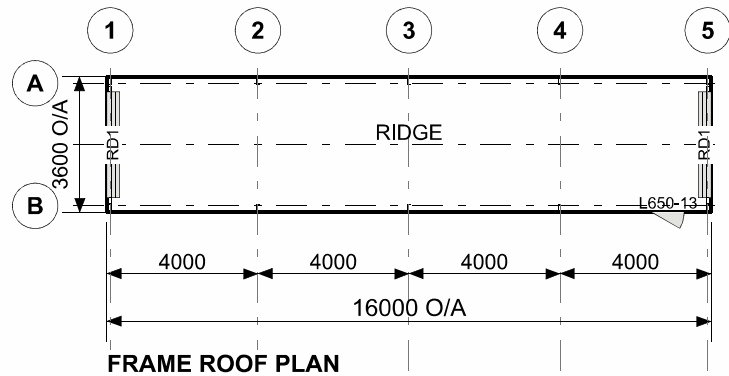 1 2 3 4 5
A
3600 O/A
RD1
RIDGE
RD1
B
L650-13
4000 4000 4000 4000
16000 O/A
FRAME ROOF PLAN